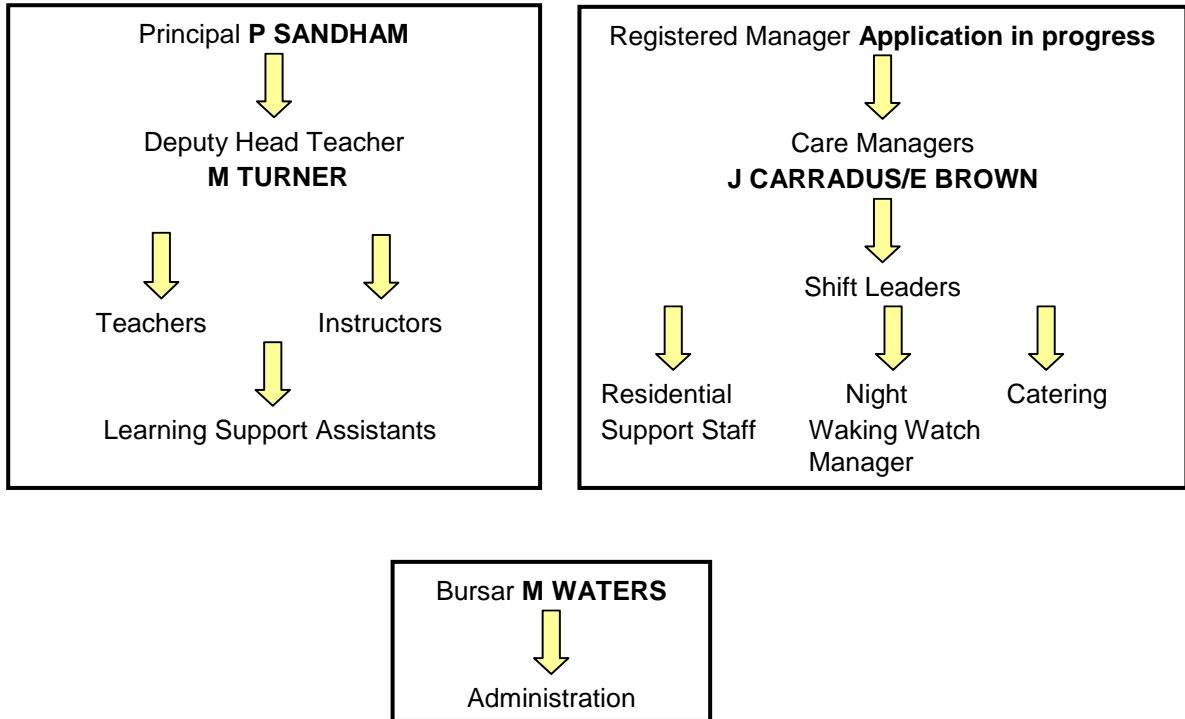 Principal P SANDHAM
Deputy Head Teacher
M TURNER
Teachers
Instructors
Learning Support Assistants
Registered Manager Application in progress
Care Managers
J CARRADUS/E BROWN
Shift Leaders
Residential
Support Staff
Night
Waking Watch
Manager
Catering
Bursar M WATERS
Administration